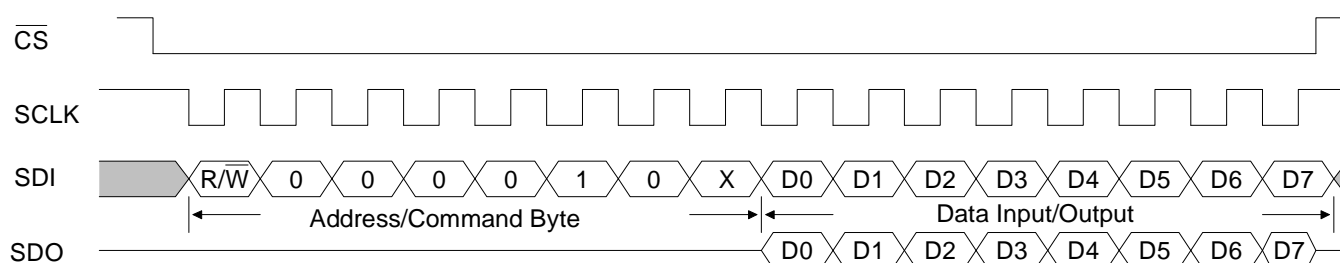 C̅S̅
SCLK
SDI R/W̅ 0 0 0 0 1 0 X D0 D1 D2 D3 D4 D5 D6 D7
Address/Command Byte Data Input/Output
SDO D0 D1 D2 D3 D4 D5 D6 D7